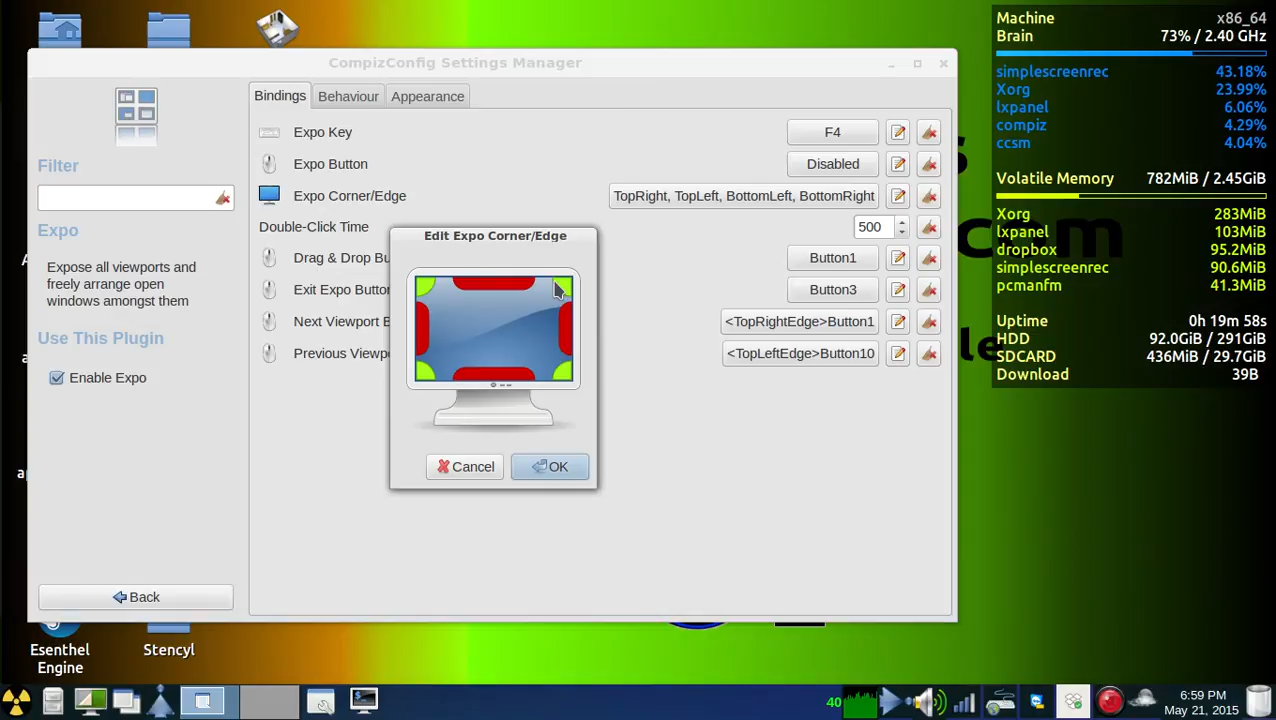 CompizConfig Settings Manager
Filter
Expo
Expose all viewports and
freely arrange open
windows amongst them
Use This Plugin
Enable Expo
Back
Bindings
Behaviour
Appearance
Expo Key
F4
Expo Button
Disabled
Expo Corner/Edge
TopRight, TopLeft, BottomLeft, BottomRight
Double-Click Time
500
Drag & Drop Bu
Button1
Exit Expo Button
Button3
Next Viewport B
<TopRightEdge>Button1
Previous Viewp
<TopLeftEdge>Button10
Edit Expo Corner/Edge
Cancel
OK
Machine x86_64
Brain 73% / 2.40 GHz
simplescreenrec 43.18%
Xorg 23.99%
lxpanel 6.06%
compiz 4.29%
ccsm 4.04%
Volatile Memory 782MiB / 2.45GiB
Xorg 283MiB
lxpanel 103MiB
dropbox 95.2MiB
simplescreenrec 90.6MiB
pcmanfm 41.3MiB
Uptime 0h 19m 58s
HDD 92.0GiB / 291GiB
SDCARD 436MiB / 29.7GiB
Download 39B
com
le
Esenthel
Engine
Stencyl
40
6:59 PM
May 21, 2015